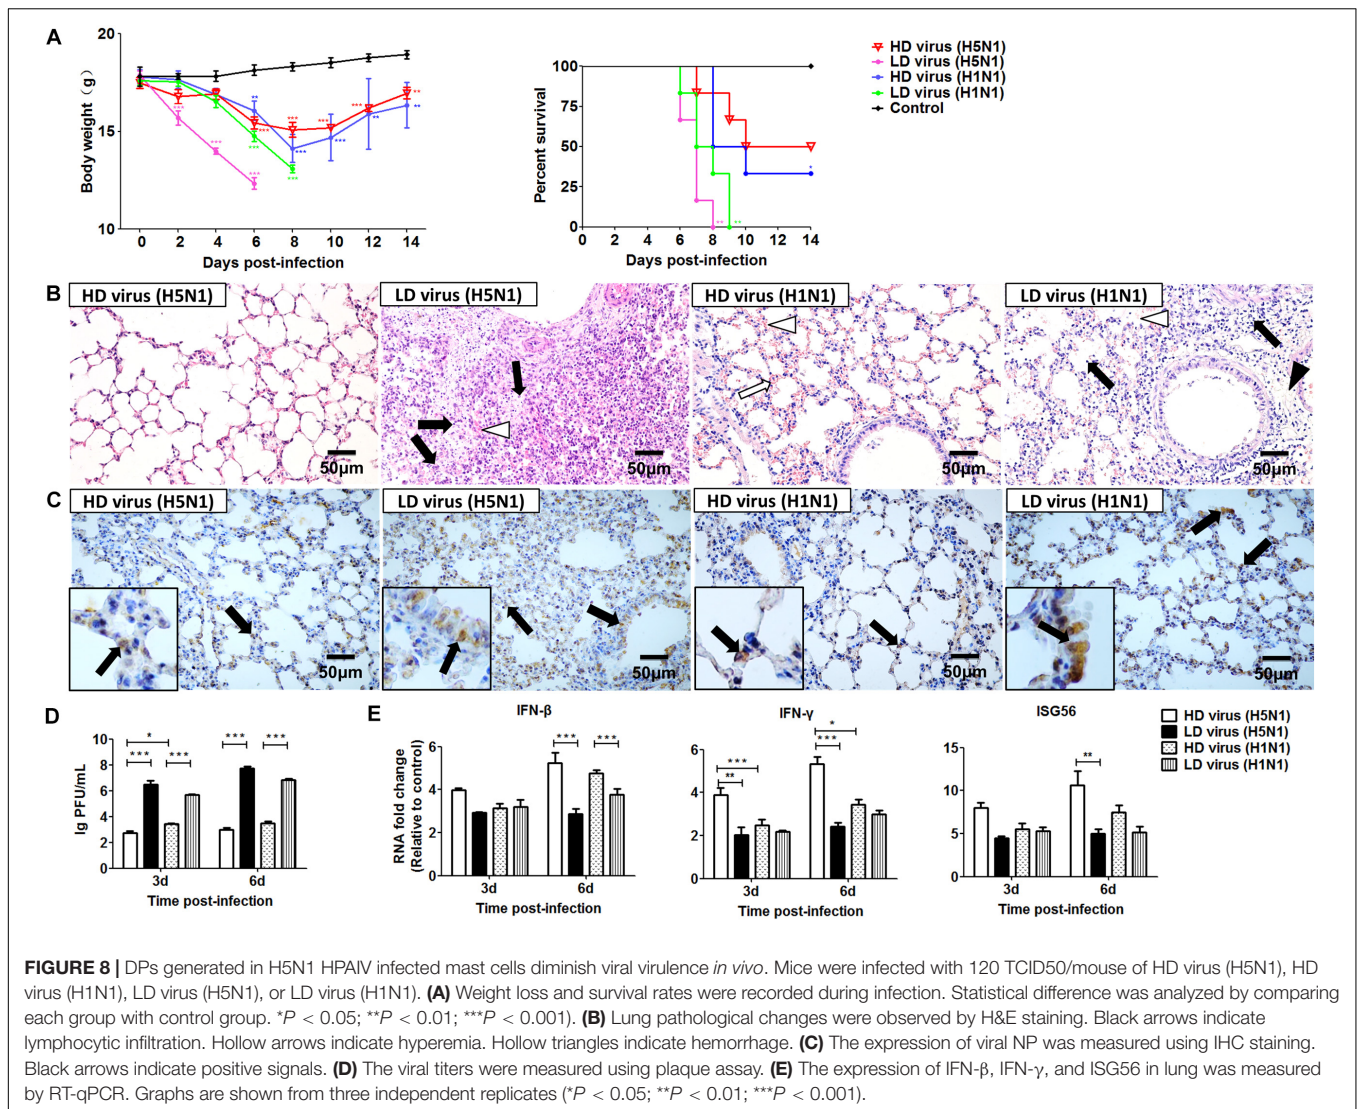 A
20
15
10
Body weight (g)
0 2 4 6 8 10 12 14
Days post-infection
*** *** *** ** *** *** *** *** *** *** *** *** ** ** **
100
75
50
25
0
Percent survival
0 2 4 6 8 10 12 14
Days post-infection
** ** *
HD virus (H5N1)
LD virus (H5N1)
HD virus (H1N1)
LD virus (H1N1)
Control
B
HD virus (H5N1)
50μm
LD virus (H5N1)
50μm
HD virus (H1N1)
50μm
LD virus (H1N1)
50μm
C
HD virus (H5N1)
50μm
LD virus (H5N1)
50μm
HD virus (H1N1)
50μm
LD virus (H1N1)
50μm
D
10
8
6
4
2
0
lg PFU/mL
* *** *** *** ***
3d 6d
Time post-infection
E
IFN-β
6
4
2
0
RNA fold change
(Relative to control)
*** ***
3d 6d
Time post-infection
IFN-γ
6
4
2
0
*** ** * ***
3d 6d
Time post-infection
ISG56
15
10
5
0
**
3d 6d
Time post-infection
HD virus (H5N1)
LD virus (H5N1)
HD virus (H1N1)
LD virus (H1N1)
FIGURE 8 | DPs generated in H5N1 HPAIV infected mast cells diminish viral virulence in vivo. Mice were infected with 120 TCID50/mouse of HD virus (H5N1), HD
virus (H1N1), LD virus (H5N1), or LD virus (H1N1). (A) Weight loss and survival rates were recorded during infection. Statistical difference was analyzed by comparing
each group with control group. *P < 0.05; **P < 0.01; ***P < 0.001). (B) Lung pathological changes were observed by H&E staining. Black arrows indicate
lymphocytic infiltration. Hollow arrows indicate hyperemia. Hollow triangles indicate hemorrhage. (C) The expression of viral NP was measured using IHC staining.
Black arrows indicate positive signals. (D) The viral titers were measured using plaque assay. (E) The expression of IFN-β, IFN-γ, and ISG56 in lung was measured
by RT-qPCR. Graphs are shown from three independent replicates (*P < 0.05; **P < 0.01; ***P < 0.001).